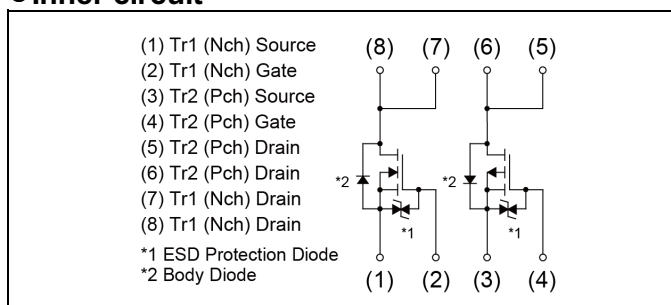 (1) Tr1 (Nch) Source
(2) Tr1 (Nch) Gate
(3) Tr2 (Pch) Source
(4) Tr2 (Pch) Gate
(5) Tr2 (Pch) Drain
(6) Tr2 (Pch) Drain
(7) Tr1 (Nch) Drain
(8) Tr1 (Nch) Drain
*1 ESD Protection Diode
*2 Body Diode
(8) (7) (6) (5)
*2 *2
*1 *1
(1) (2) (3) (4)